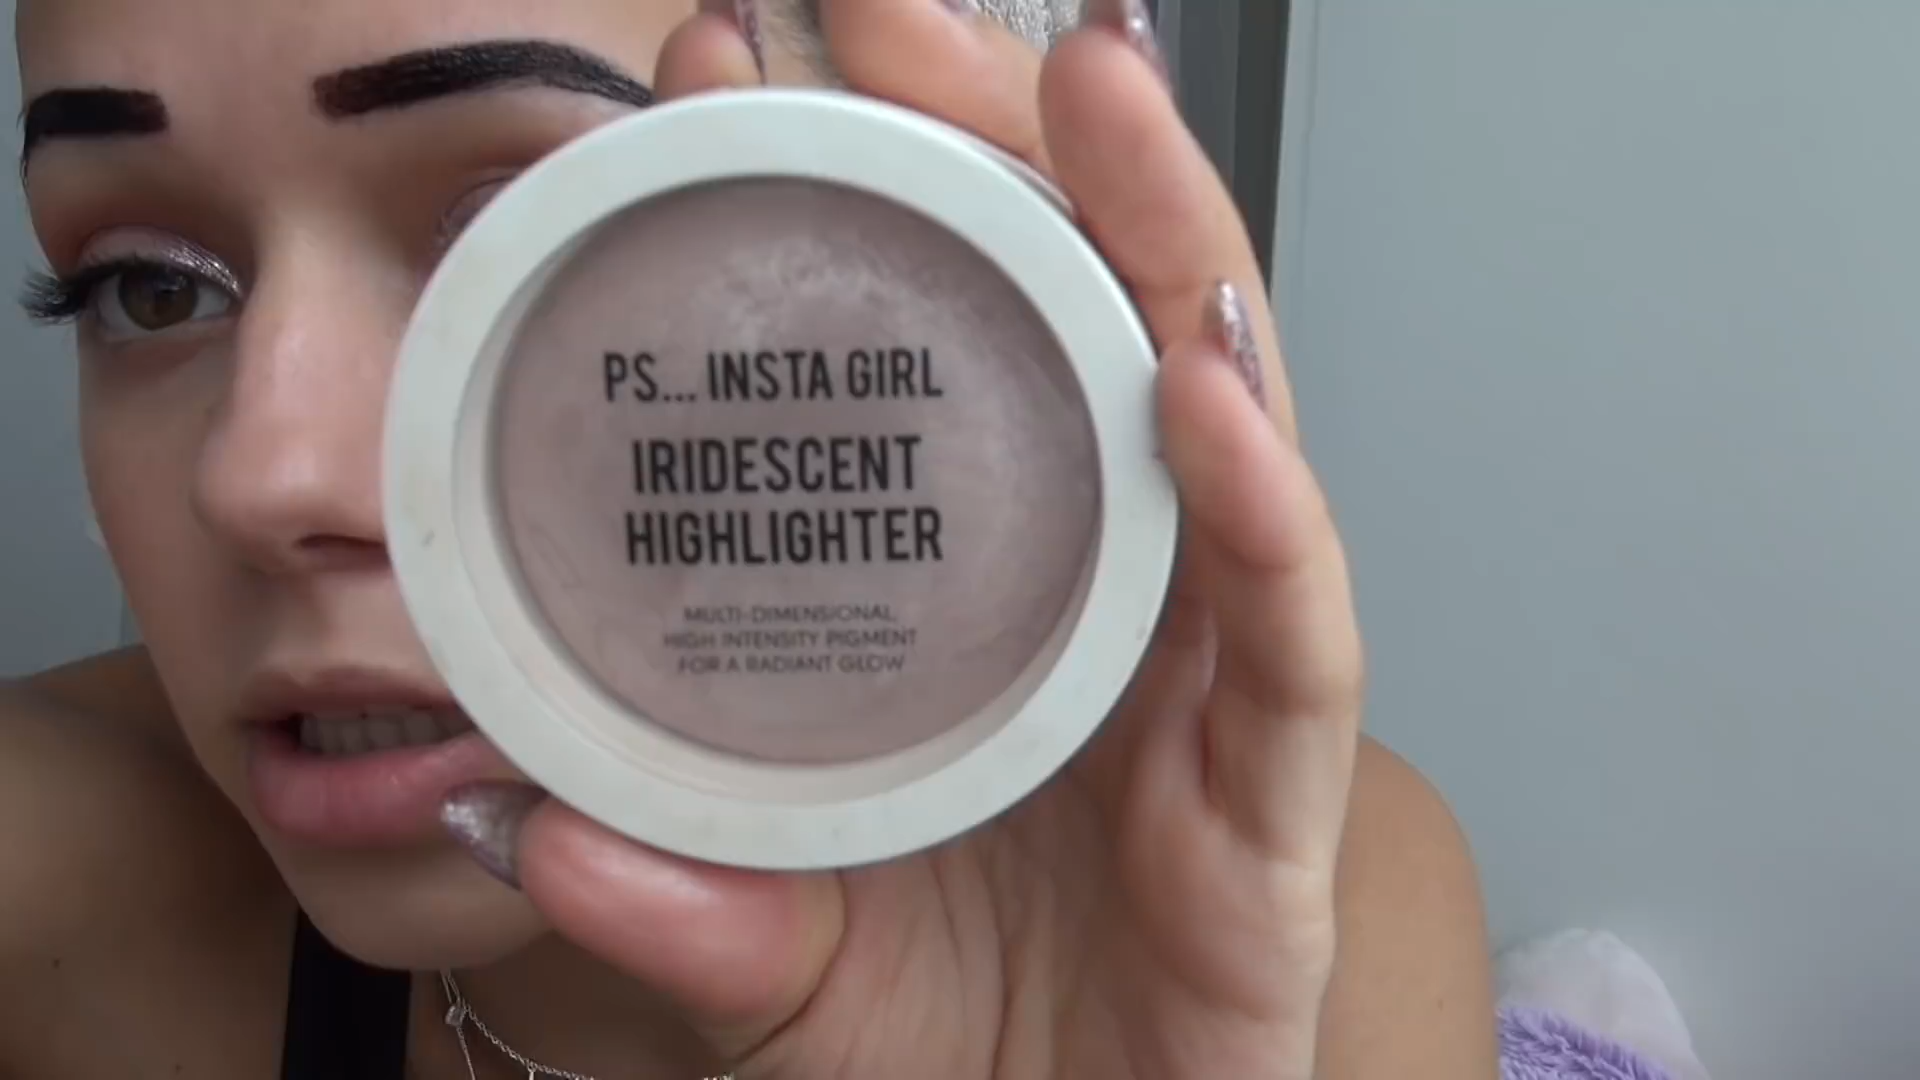 PS... INSTA GIRL
IRIDESCENT
HIGHLIGHTER
MULTI-DIMENSIONAL,
HIGH INTENSITY PIGMENT
FOR A RADIANT GLOW